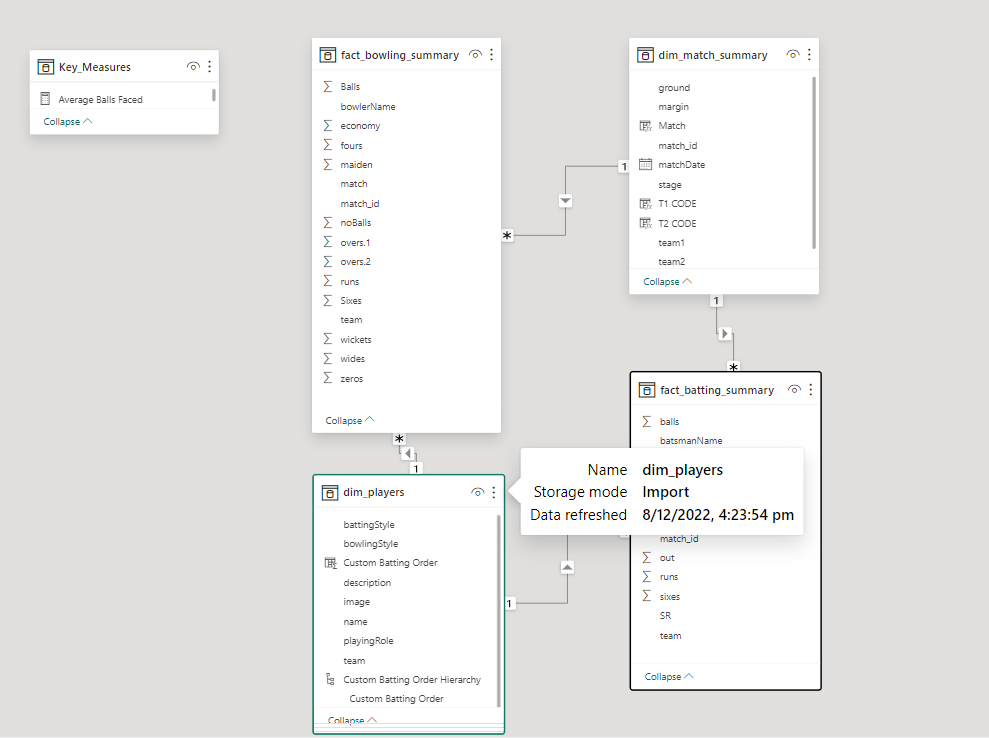 Key_Measures
Average Balls Faced
Collapse
fact_bowling_summary
Balls
bowlerName
economy
fours
maiden
match
match_id
noBalls
overs.1
overs.2
runs
Sixes
team
wickets
wides
zeros
Collapse
dim_match_summary
ground
margin
Match
match_id
matchDate
stage
T1 CODE
T2 CODE
team1
team2
Collapse
1
*
1
*
*
1
1
fact_batting_summary
balls
batsmanName
match_id
out
runs
sixes
SR
team
Collapse
dim_players
battingStyle
bowlingStyle
Custom Batting Order
description
image
name
playingRole
team
Custom Batting Order Hierarchy
Custom Batting Order
Collapse
Name dim_players
Storage mode Import
Data refreshed 8/12/2022, 4:23:54 pm